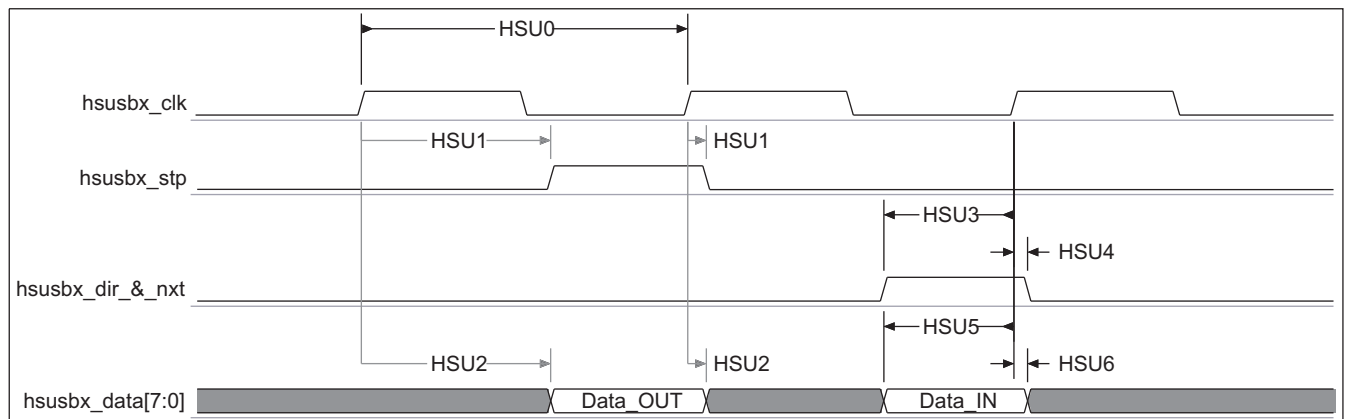 HSU0
hsusbx_clk
HSU1 HSU1
hsusbx_stp
HSU3
HSU4
hsusbx_dir_&_nxt
HSU5
HSU2 HSU2 HSU6
hsusbx_data[7:0] Data_OUT Data_IN